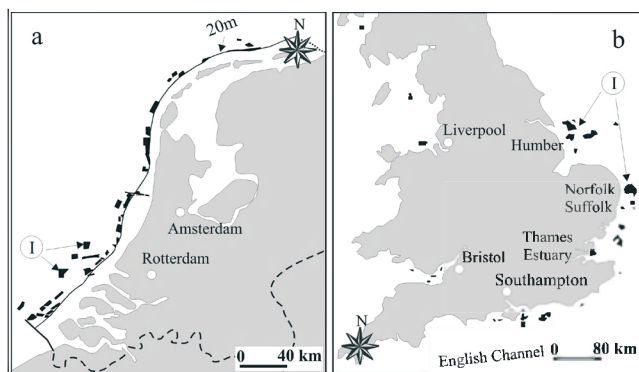 a
20m
N
I
Amsterdam
Rotterdam
0 40 km
b
I
Liverpool
Humber
Norfolk
Suffolk
Thames
Estuary
Bristol
Southampton
N
English Channel
0 80 km